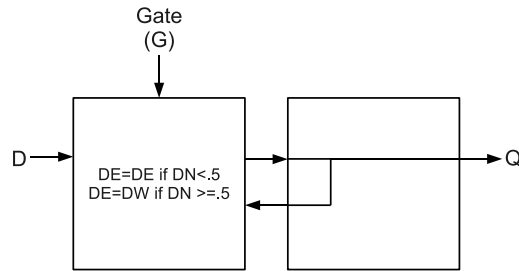 Gate
(G)
D
DE=DE if DN<.5
DE=DW if DN >=.5
Q